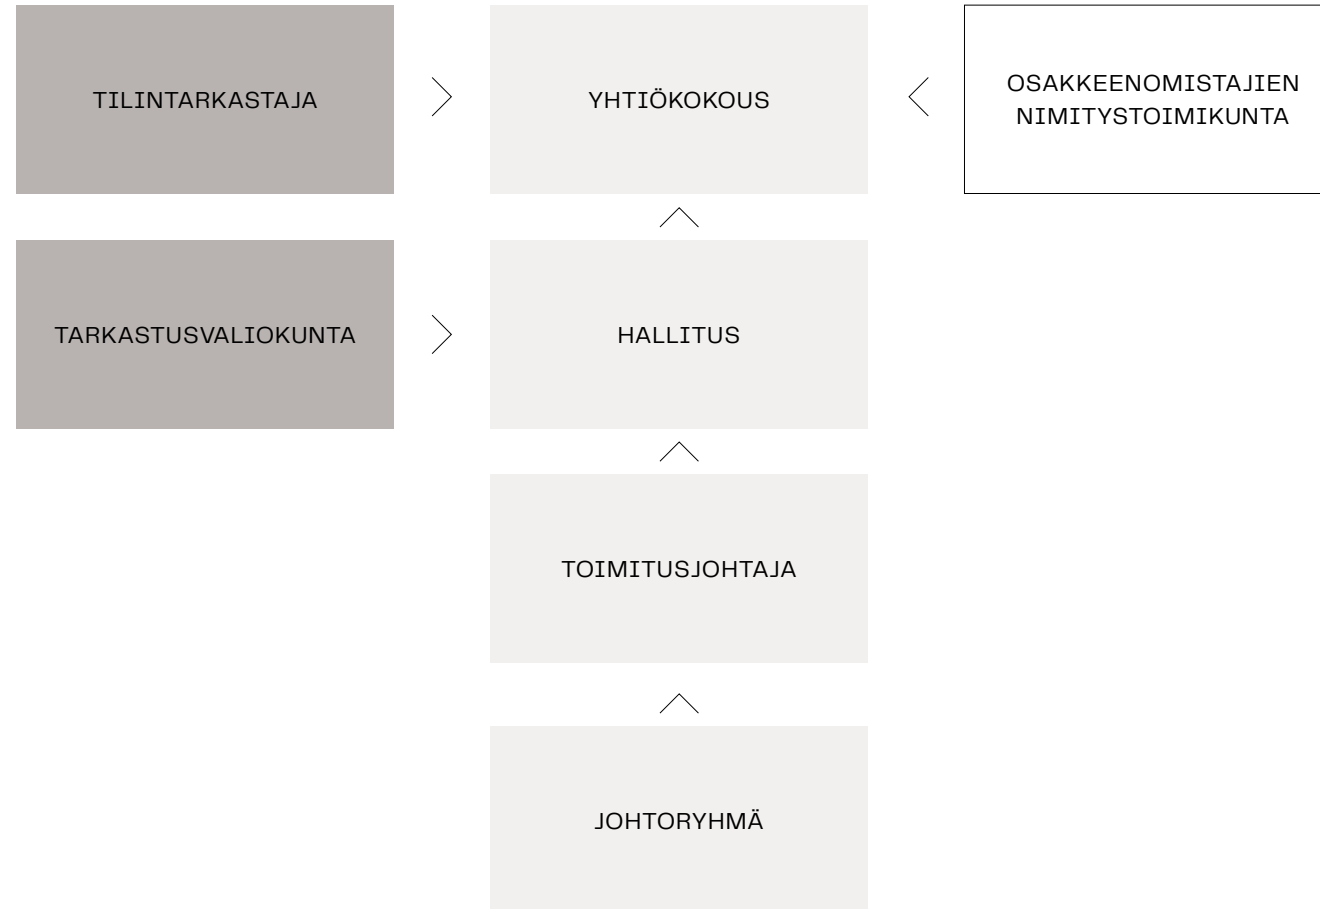 TILINTARKASTAJA
YHTIÖKOKOUS
OSAKKEENOMISTAJIEN
NIMITYSTOIMIKUNTA
TARKASTUSVALIOKUNTA
HALLITUS
TOIMITUSJOHTAJA
JOHTORYHMÄ